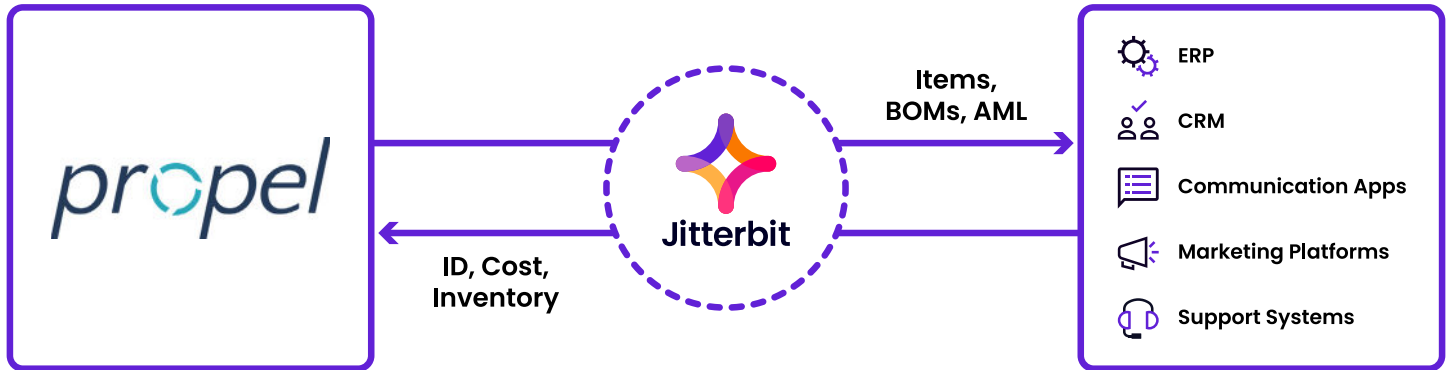 propel
Items,
BOMs, AML
Jitterbit
ID, Cost,
Inventory
ERP
CRM
Communication Apps
Marketing Platforms
Support Systems